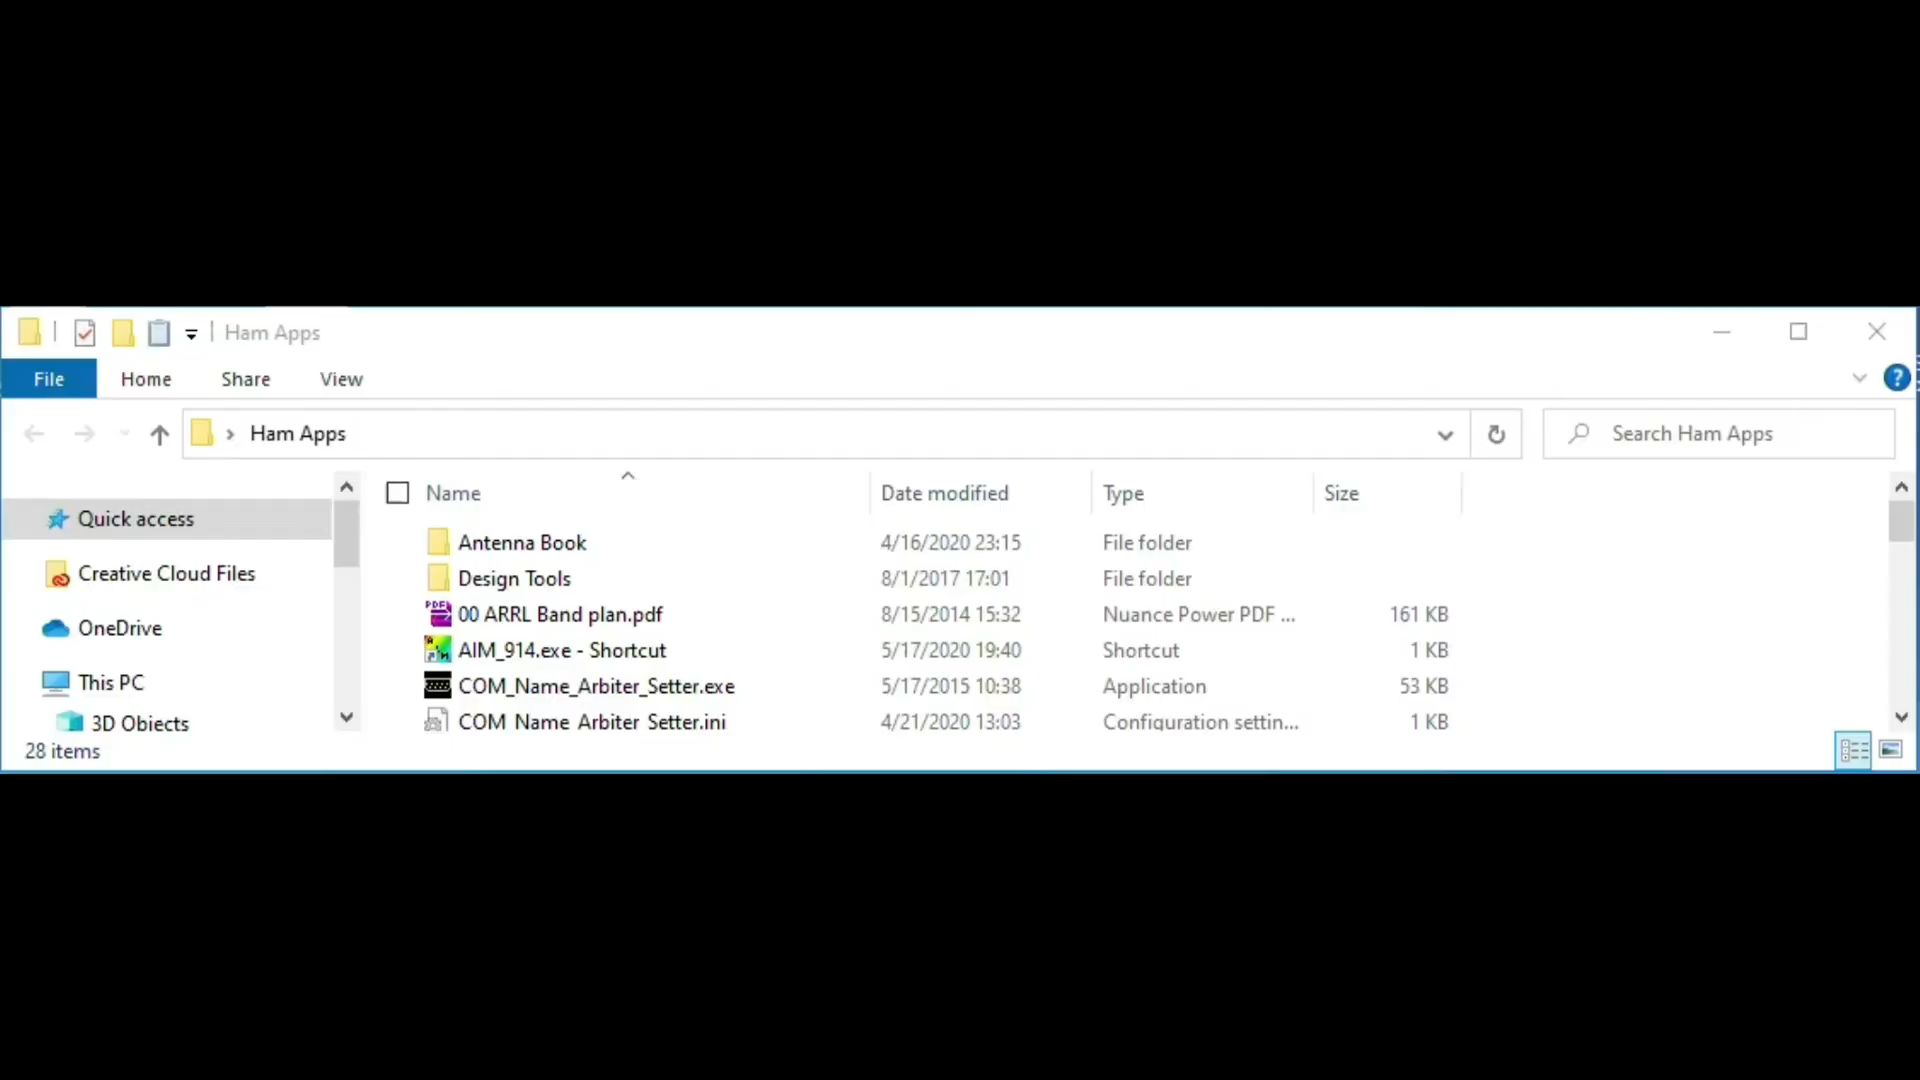 Ham Apps
File Home Share View
Ham Apps Search Ham Apps
Name Date modified Type Size
Quick access
Creative Cloud Files
OneDrive
This PC
3D Objects
Antenna Book 4/16/2020 23:15 File folder
Design Tools 8/1/2017 17:01 File folder
00 ARRL Band plan.pdf 8/15/2014 15:32 Nuance Power PDF ... 161 KB
AIM_914.exe - Shortcut 5/17/2020 19:40 Shortcut 1 KB
COM_Name_Arbiter_Setter.exe 5/17/2015 10:38 Application 53 KB
COM_Name_Arbiter_Setter.ini 4/21/2020 13:03 Configuration settin... 1 KB
28 items